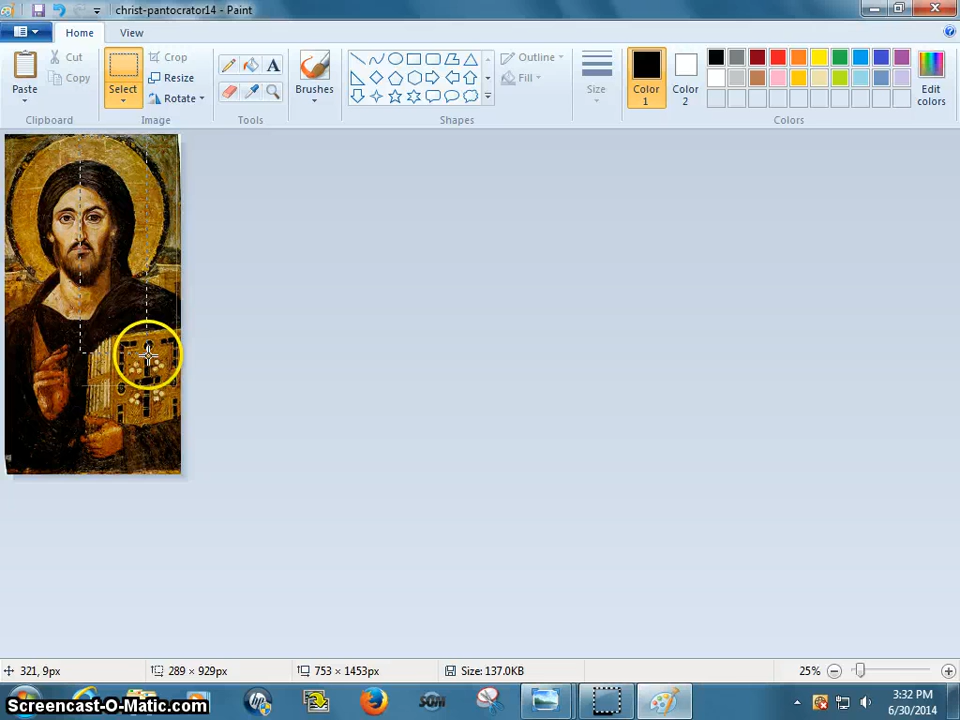 christ-pantocrator14 - Paint
Home
View
Paste
Cut
Copy
Clipboard
Select
Crop
Resize
Rotate
Image
A
Tools
Brushes
Outline
Fill
Shapes
Size
Color
1
Color
2
Edit
colors
Colors
321, 9px
289 × 929px
753 × 1453px
Size: 137.0KB
25%
SOM
3:32 PM
6/30/2014
Screencast-O-Matic.com